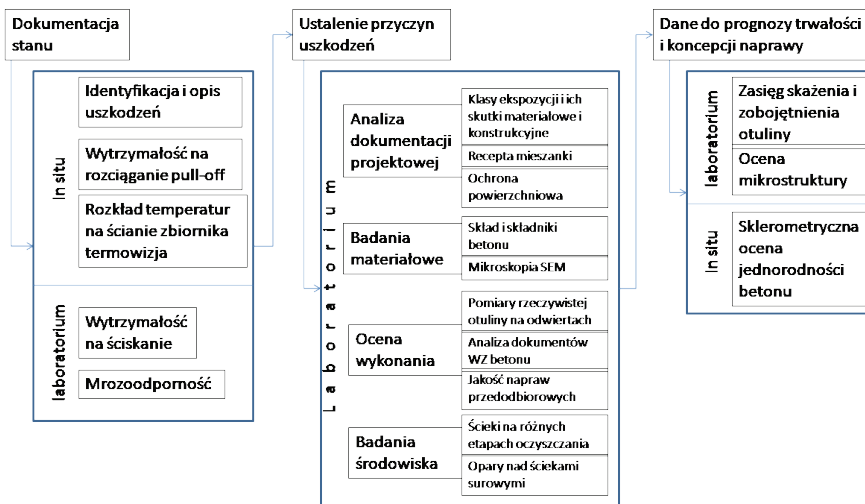 Dokumentacja
stanu
In situ
Identyfikacja i opis
uszkodzeń
Wytrzymałość na
rozciąganie pull-off
Rozkład temperatur
na ścianie zbiornika
termowizja
laboratorium
Wytrzymałość
na ściskanie
Mrozoodporność
Ustalenie przyczyn
uszkodzeń
Laboratorium
Analiza
dokumentacji
projektowej
Klasy ekspozycji i ich
skutki materiałowe i
konstrukcyjne
Recepta mieszanki
Ochrona
powierzchniowa
Badania
materiałowe
Skład i składniki
betonu
Mikroskopia SEM
Ocena
wykonania
Pomiary rzeczywistej
otuliny na odwiertach
Analiza dokumentów
WZ betonu
Jakość napraw
przedodbiorowych
Badania
środowiska
Ścieki na różnych
etapach oczyszczania
Opary nad ściekami
surowymi
Dane do prognozy trwałości
i koncepcji naprawy
laboratorium
Zasięg skażenia i
zobojętnienia
otuliny
Ocena
mikrostruktury
In situ
Sklerometryczna
ocena
jednorodności
betonu